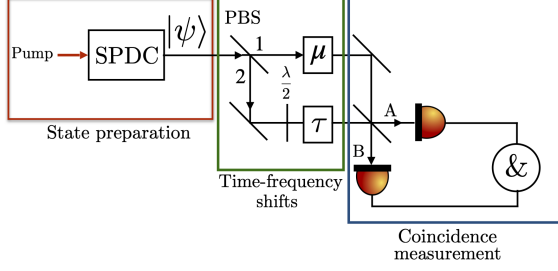 PBS
|ψ⟩
Pump
SPDC
1
μ
2
λ
2
τ
A
B
&
State preparation
Time-frequency
shifts
Coincidence
measurement